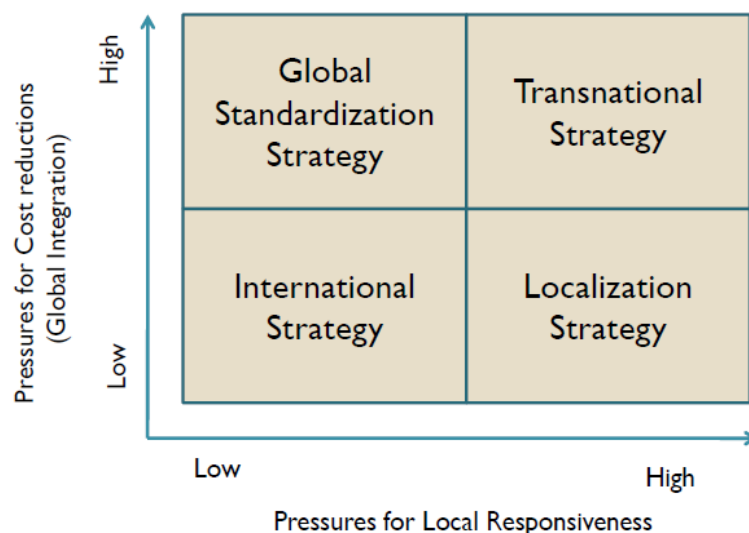 High
Low
Pressures for Cost reductions
(Global Integration)
Global
Standardization
Strategy
Transnational
Strategy
International
Strategy
Localization
Strategy
Low
High
Pressures for Local Responsiveness